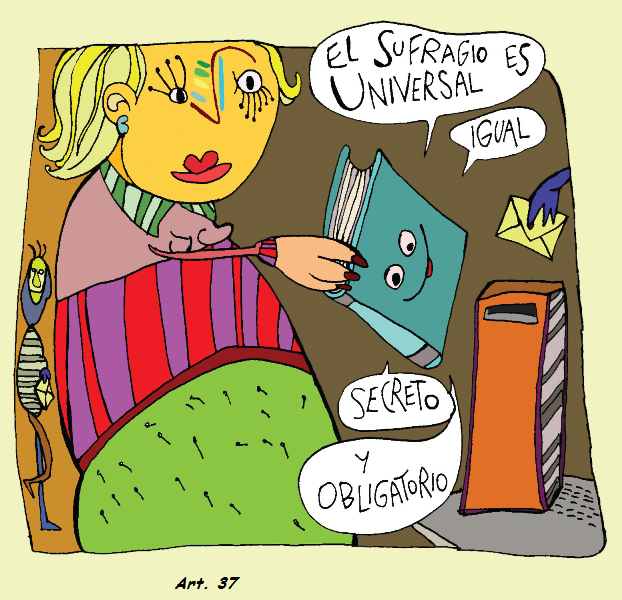 EL SUFRAGIO ES
UNIVERSAL
IGUAL
SECRETO
Y
OBLIGATORIO
Art. 37